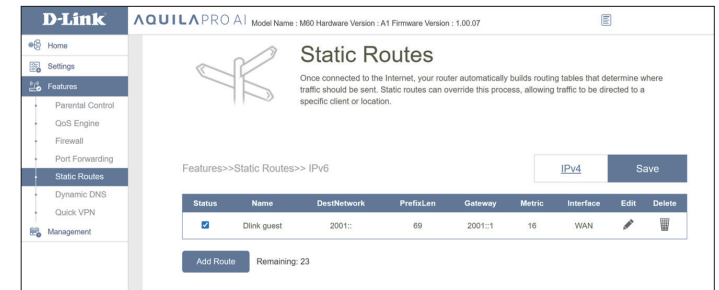 D-Link
AQUILA PRO AI Model Name : M60 Hardware Version : A1 Firmware Version : 1.00.07
Home
Settings
Features
Parental Control
QoS Engine
Firewall
Port Forwarding
Static Routes
Dynamic DNS
Quick VPN
Management
Static Routes
Once connected to the Internet, your router automatically builds routing tables that determine where
traffic should be sent. Static routes can override this process, allowing traffic to be directed to a
specific client or location.
Features>>Static Routes>> IPv6
IPv4 Save
Status Name DestNetwork PrefixLen Gateway Metric Interface Edit Delete
Dlink guest 2001:: 69 2001::1 16 WAN
Add Route Remaining: 23